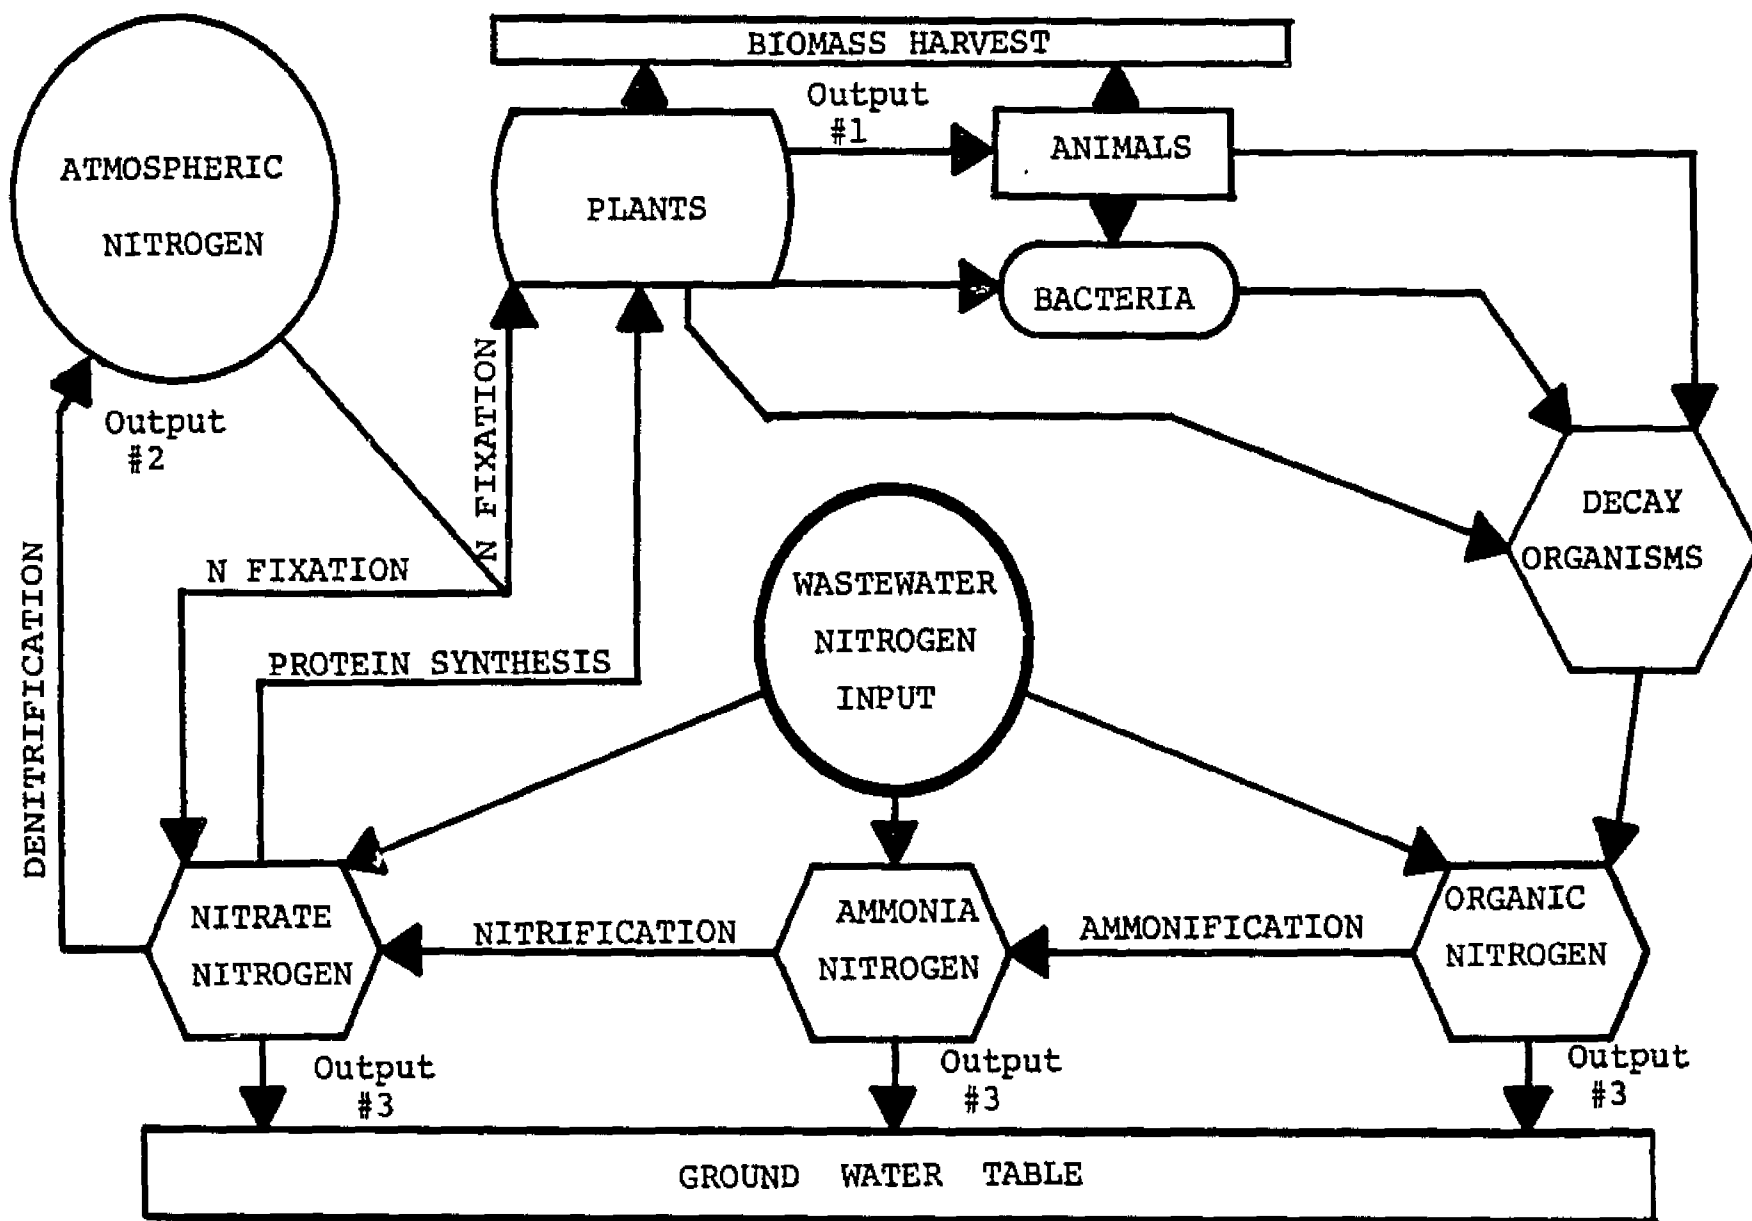 BIOMASS HARVEST
Output
#1
ATMOSPHERIC
NITROGEN
PLANTS
ANIMALS
BACTERIA
Output
#2
N FIXATION
DECAY
ORGANISMS
N FIXATION
WASTEWATER
NITROGEN
INPUT
DENITRIFICATION
PROTEIN SYNTHESIS
NITRATE
NITROGEN
NITRIFICATION
AMMONIA
NITROGEN
AMMONIFICATION
ORGANIC
NITROGEN
Output
#3
Output
#3
Output
#3
GROUND WATER TABLE